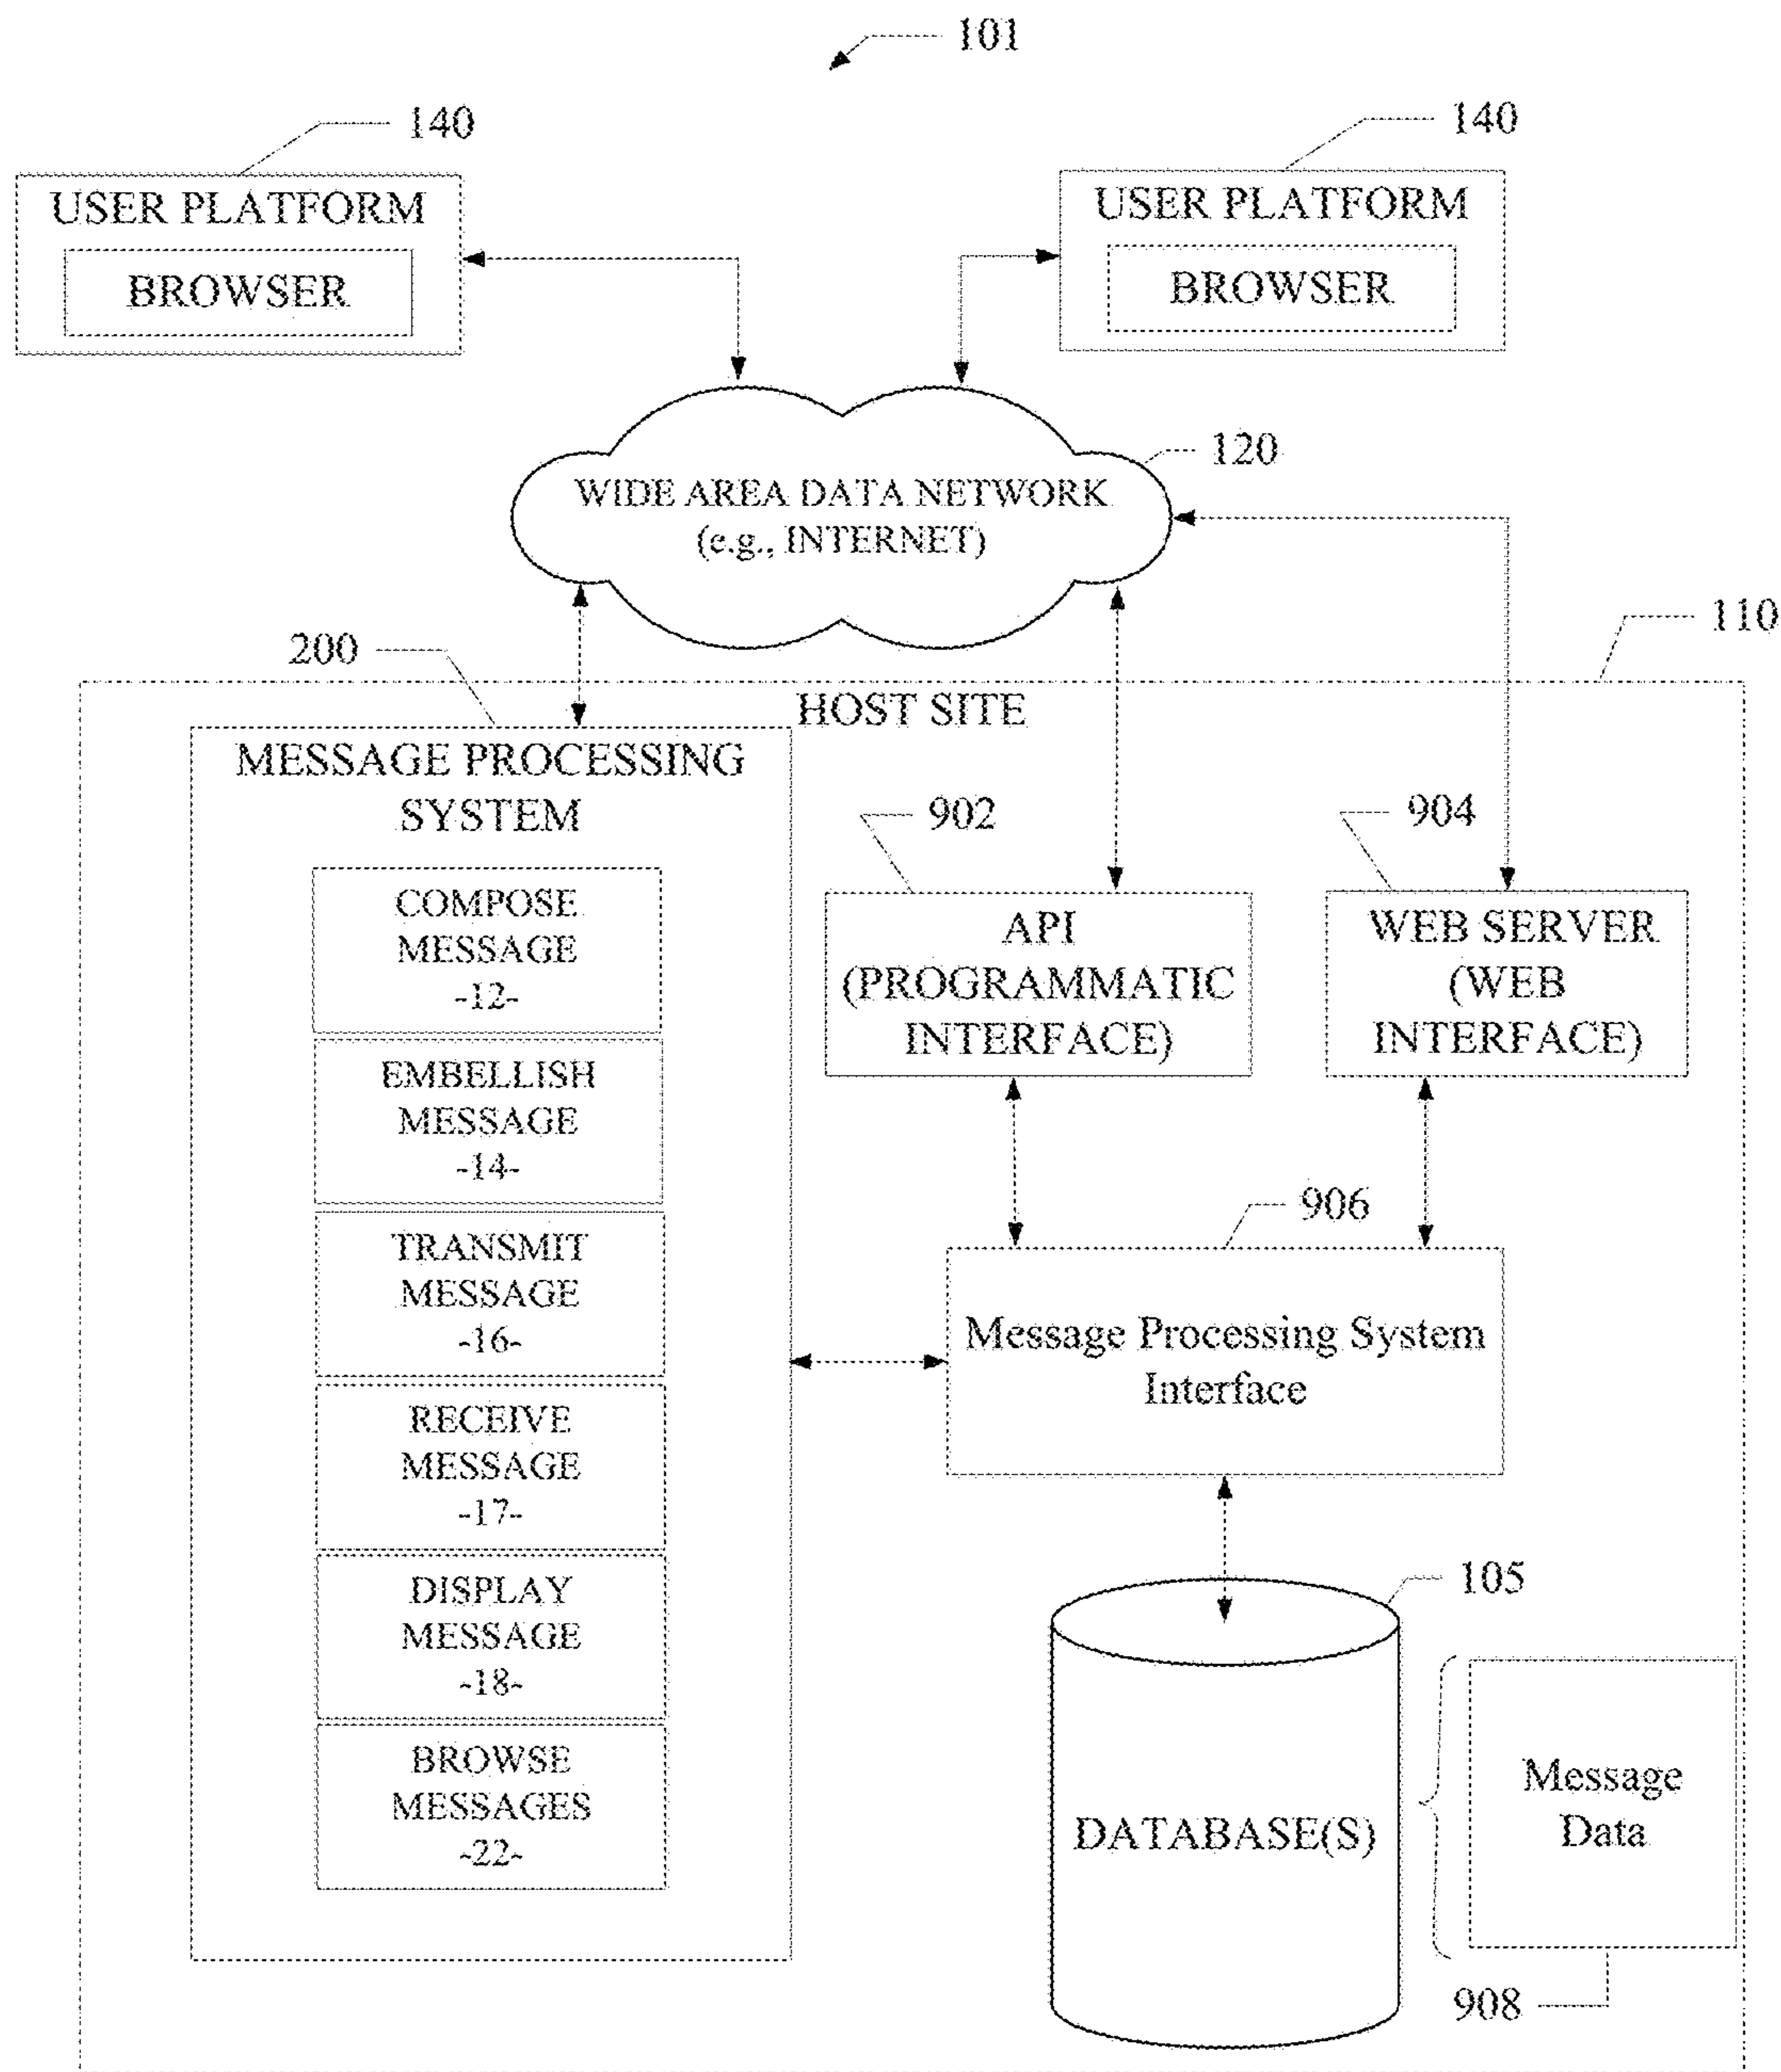 101
140
140
USER PLATFORM
BROWSER
USER PLATFORM
BROWSER
120
WIDE AREA DATA NETWORK
(e.g., INTERNET)
110
200
HOST SITE
MESSAGE PROCESSING
SYSTEM
COMPOSE
MESSAGE
-12-
EMBELLISH
MESSAGE
-14-
TRANSMIT
MESSAGE
-16-
RECEIVE
MESSAGE
-17-
DISPLAY
MESSAGE
-18-
BROWSE
MESSAGES
-22-
902
API
(PROGRAMMATIC
INTERFACE)
904
WEB SERVER
(WEB
INTERFACE)
906
Message Processing System
Interface
105
DATABASE(S)
Message
Data
908